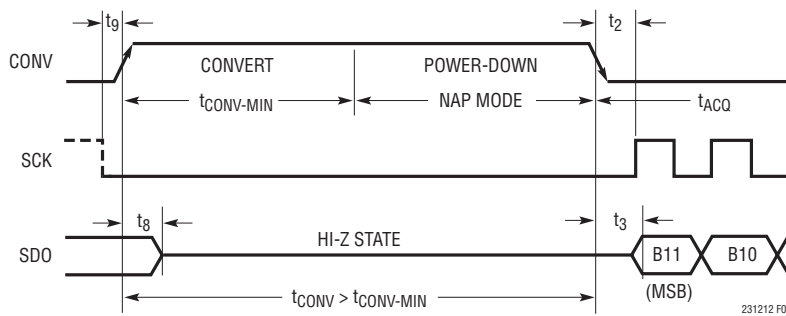 t9
t2
CONV
CONVERT
POWER-DOWN
tCONV-MIN
NAP MODE
tACQ
SCK
t8
HI-Z STATE
t3
SDO
B11
B10
(MSB)
tCONV > tCONV-MIN
231212 F0